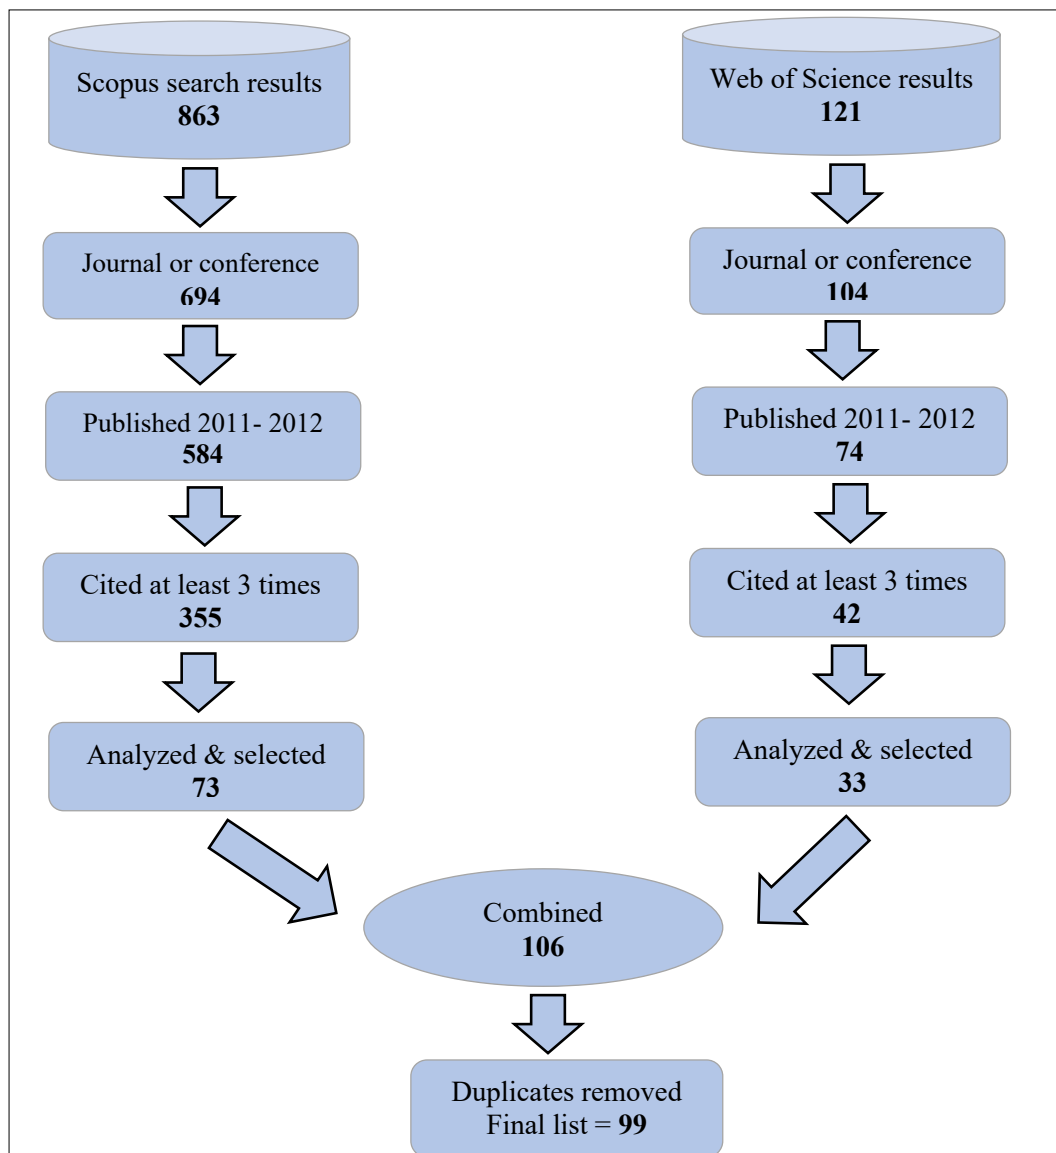 Scopus search results
863
Journal or conference
694
Published 2011- 2012
584
Cited at least 3 times
355
Analyzed & selected
73
Web of Science results
121
Journal or conference
104
Published 2011- 2012
74
Cited at least 3 times
42
Analyzed & selected
33
Combined
106
Duplicates removed
Final list = 99